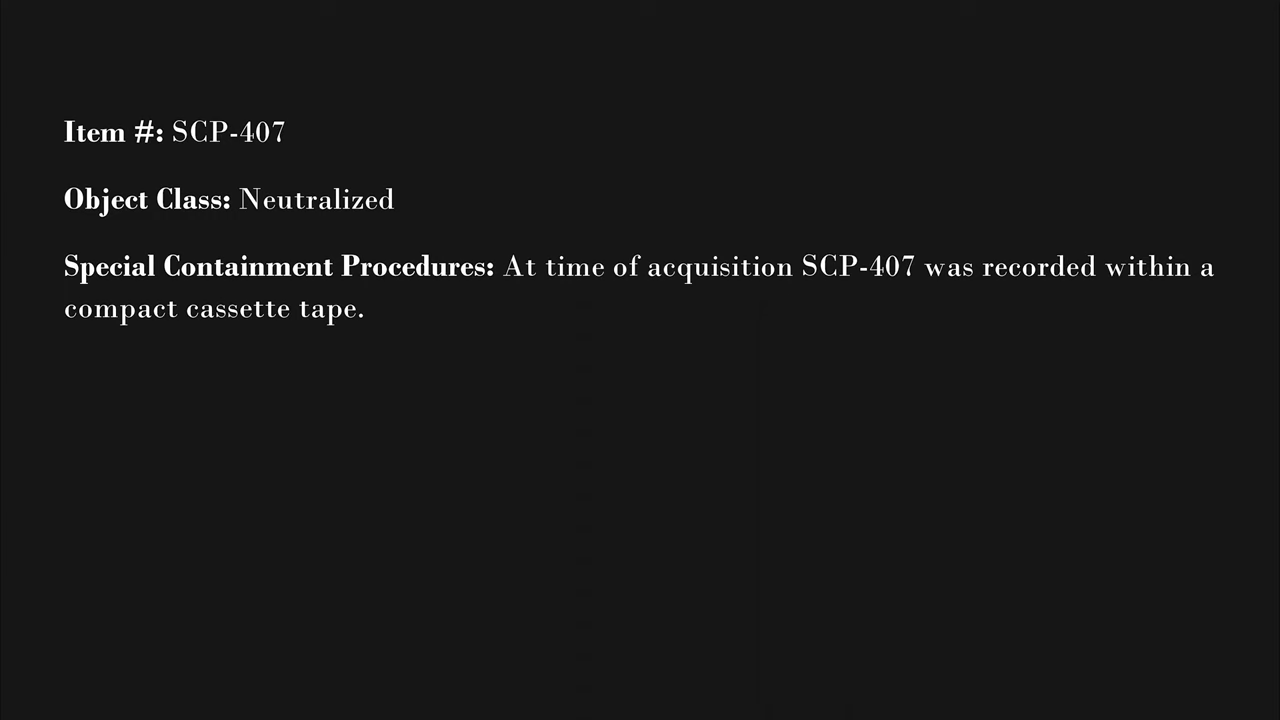 Item #: SCP-407
Object Class: Neutralized
Special Containment Procedures: At time of acquisition SCP-407 was recorded within a
compact cassette tape.